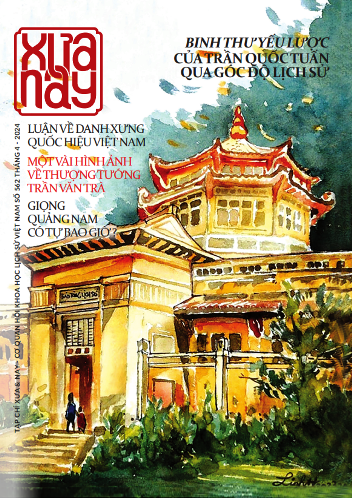 XƯA
NAY
BINH THƯ YẾU LƯỢC
CỦA TRẦN QUỐC TUẤN
QUA GÓC ĐỘ LỊCH SỬ
LUẬN VỀ DANH XƯNG
QUỐC HIỆU VIỆT NAM
MỘT VÀI HÌNH ẢNH
VỀ THƯỢNG TƯỚNG
TRẦN VĂN TRÀ
GIỌNG
QUẢNG NAM
CÓ TỰ BAO GIỜ?
TẠP CHÍ XƯA & NAY - CƠ QUAN HỘI KHOA HỌC LỊCH SỬ VIỆT NAM SỐ 562 THÁNG 4 - 2024